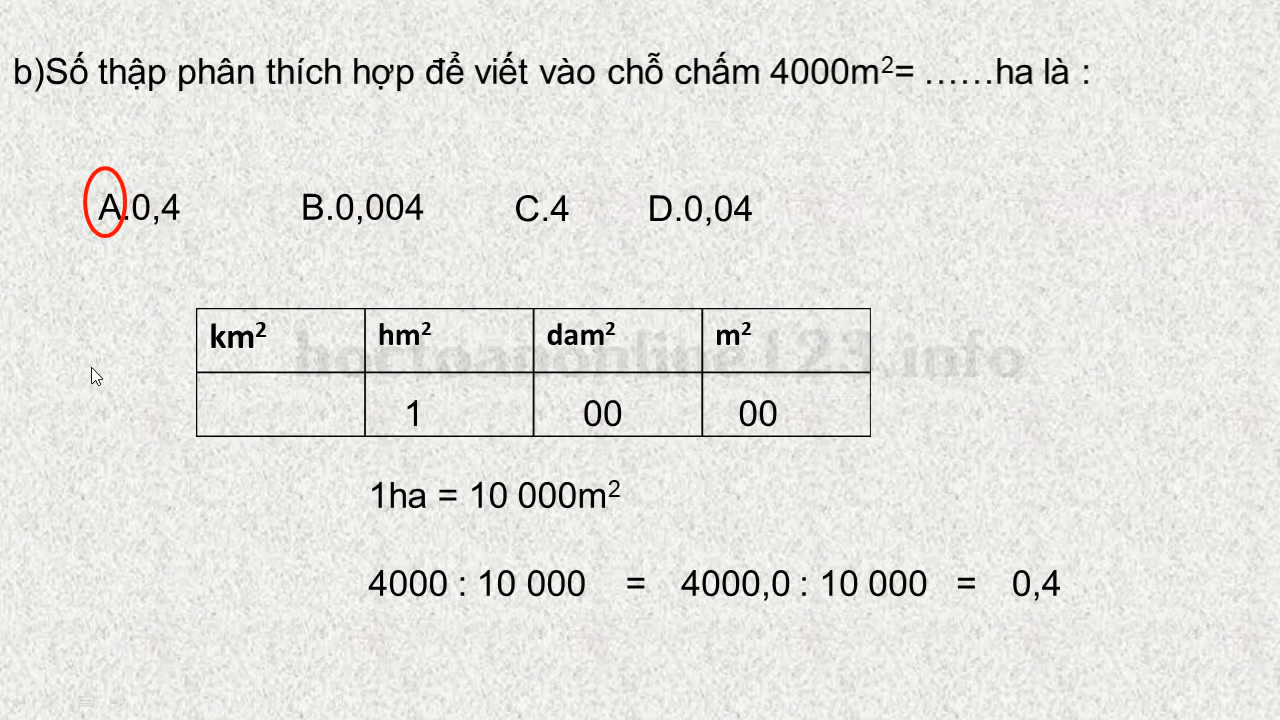 b)Số thập phân thích hợp để viết vào chỗ chấm 4000m²= ……ha là :
A.0,4 B.0,004 C.4 D.0,04
km² hm² dam² m²
hoctoanonline123.info
1 00 00
1ha = 10 000m²
4000 : 10 000 = 4000,0 : 10 000 = 0,4